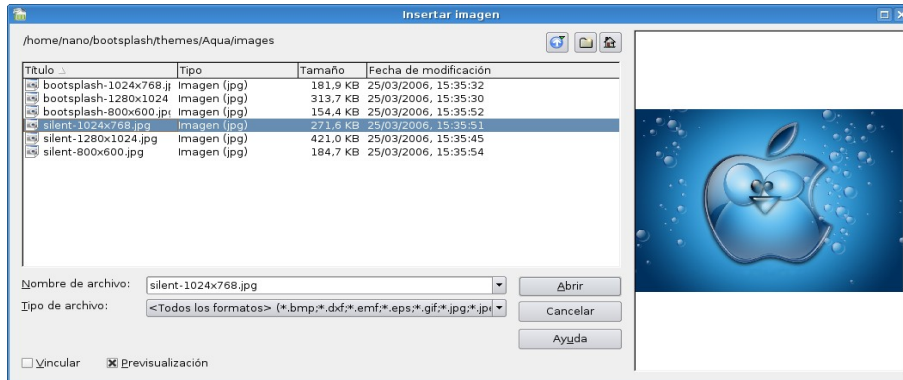 Insertar imagen
/home/nano/bootsplash/themes/Aqua/images
Título Tipo Tamaño Fecha de modificación
bootsplash-1024x768.jp Imagen (jpg) 181,9 KB 25/03/2006, 15:35:32
bootsplash-1280x1024 Imagen (jpg) 313,7 KB 25/03/2006, 15:35:30
bootsplash-800x600.jpg Imagen (jpg) 154,4 KB 25/03/2006, 15:35:52
silent-1024x768.jpg Imagen (jpg) 271,6 KB 25/03/2006, 15:35:51
silent-1280x1024.jpg Imagen (jpg) 421,0 KB 25/03/2006, 15:35:45
silent-800x600.jpg Imagen (jpg) 184,7 KB 25/03/2006, 15:35:54
Nombre de archivo: silent-1024x768.jpg Abrir
Tipo de archivo: <Todos los formatos> (*.bmp;*.dxf;*.emf;*.eps;*.gif;*.jpg;*.jpe Cancelar
Ayuda
Vincular Previsualización